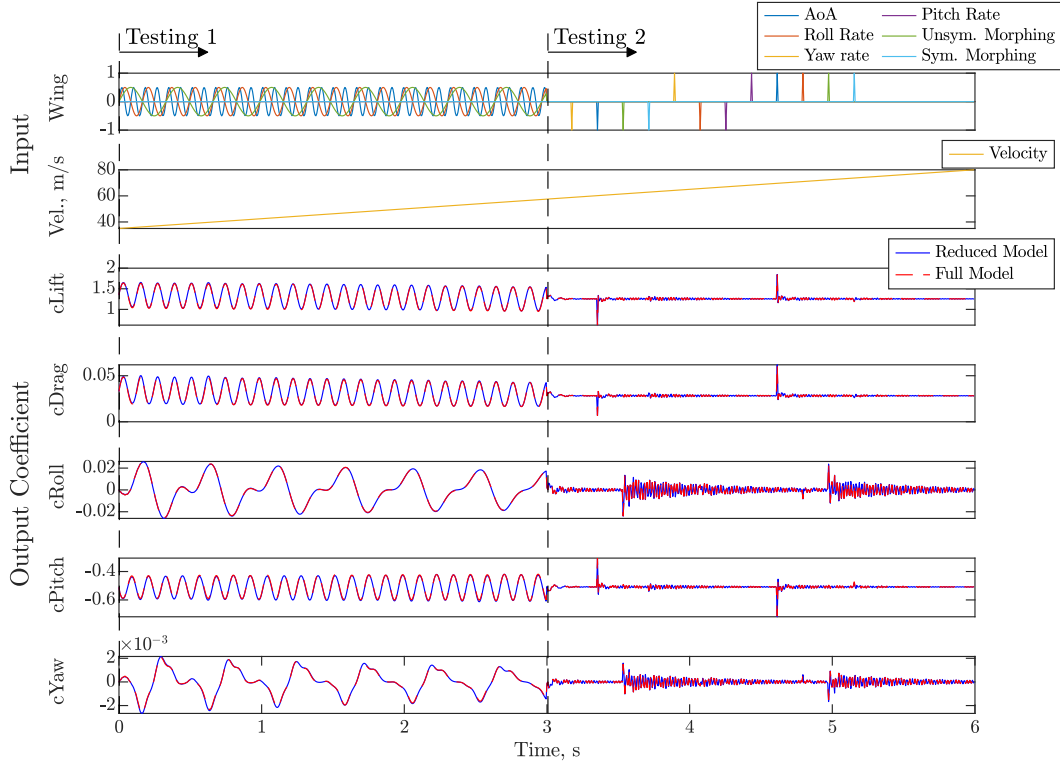 Testing 1
Testing 2
AoA
Roll Rate
Yaw rate
Pitch Rate
Unsym. Morphing
Sym. Morphing
Input
Wing
1
0
-1
Vel., m/s
80
60
40
Velocity
Output Coefficient
Reduced Model
Full Model
cLift
2
1.5
1
cDrag
0.05
0
cRoll
0.02
0
-0.02
cPitch
-0.4
-0.6
cYaw
×10⁻³
2
0
-2
0 1 2 3 4 5 6
Time, s